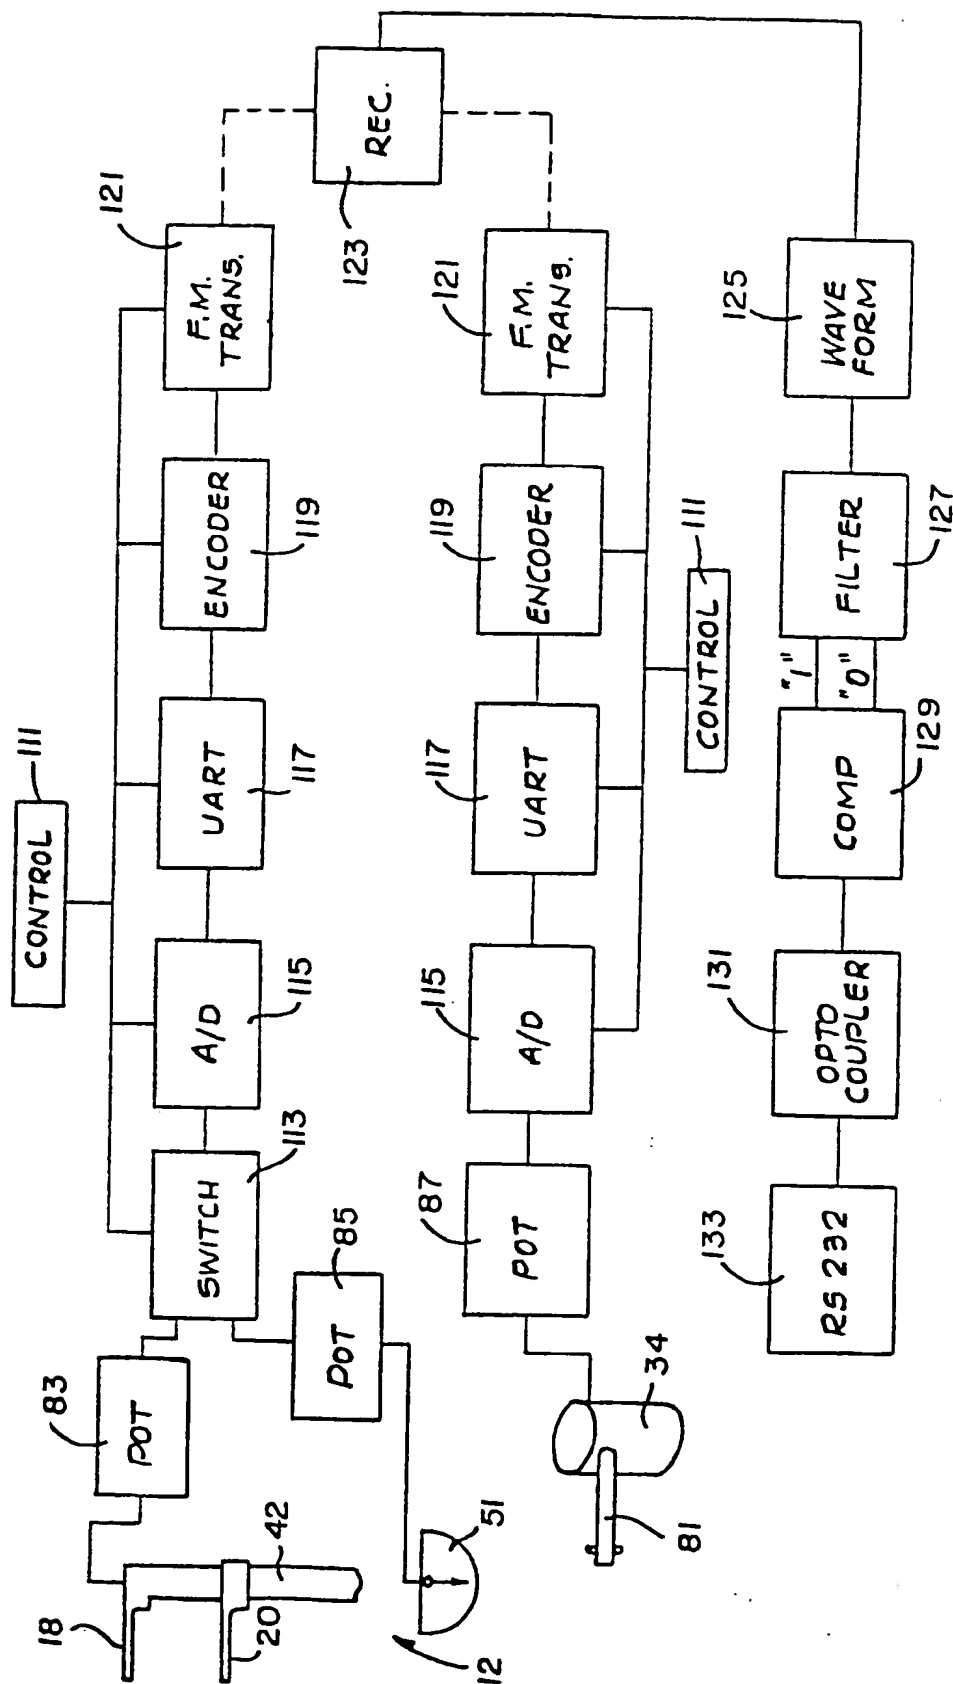 CONTROL
111
18
20
42
83
POT
12
51
85
POT
SWITCH
113
A/D
115
UART
117
ENCODER
119
F.M.
TRANS.
121
REC.
123
81
34
87
POT
A/D
115
UART
117
ENCODER
119
F.M.
TRANS.
121
CONTROL
111
RS 232
133
OPTO
COUPLER
131
COMP
129
"1"
"0"
FILTER
127
WAVE
FORM
125